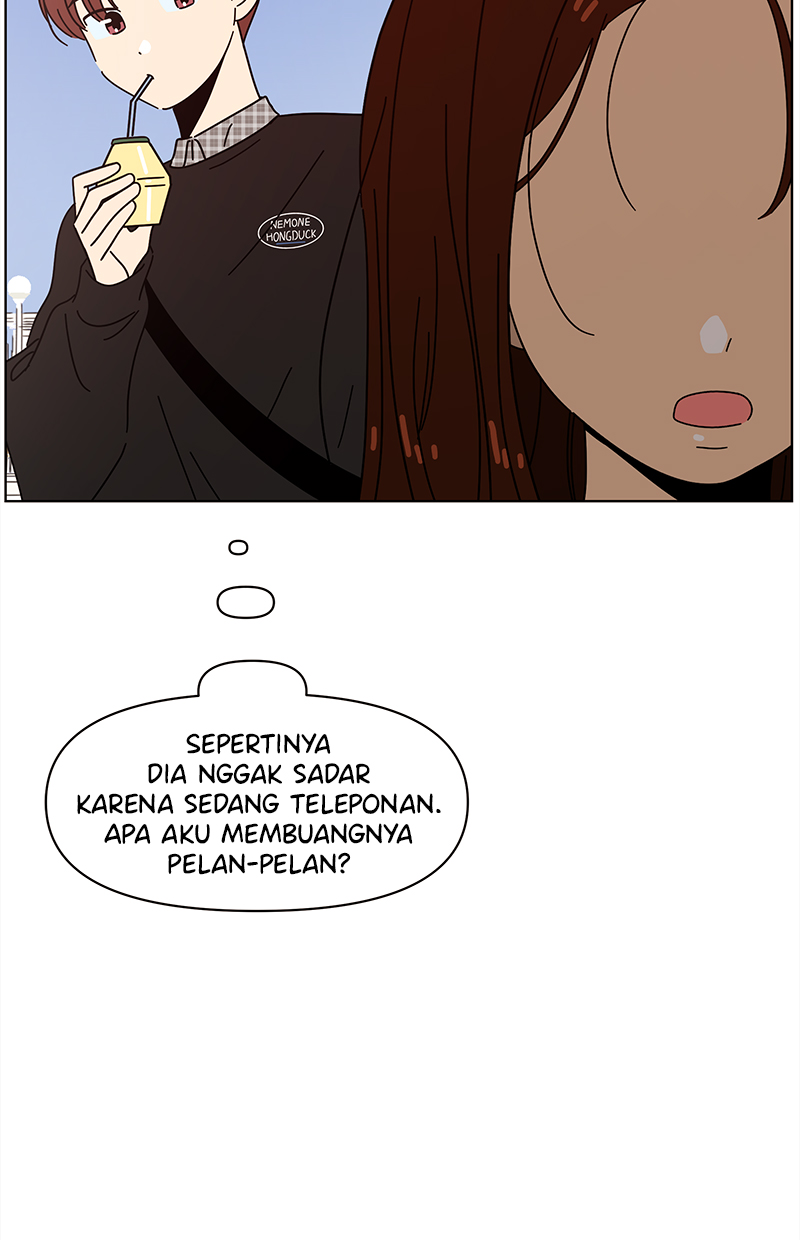 NEMONE
HONGDUCK
SEPERTINYA
DIA NGGAK SADAR
KARENA SEDANG TELEPONAN.
APA AKU MEMBUANGNYA
PELAN-PELAN?